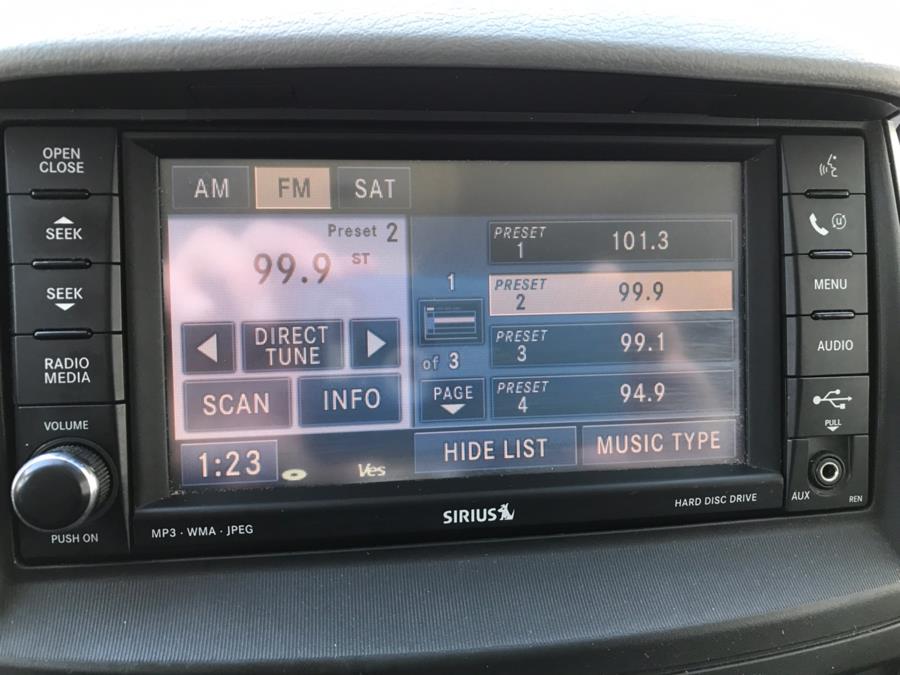 OPEN
CLOSE
SEEK
SEEK
RADIO
MEDIA
VOLUME
PUSH ON
AM FM SAT
Preset 2
99.9 ST
DIRECT
TUNE
SCAN INFO
1:23
Ves
1
of 3
PAGE
PRESET
1 101.3
PRESET
2 99.9
PRESET
3 99.1
PRESET
4 94.9
HIDE LIST MUSIC TYPE
MP3 · WMA · JPEG
SIRIUS
HARD DISC DRIVE
u
MENU
AUDIO
PULL
AUX REN